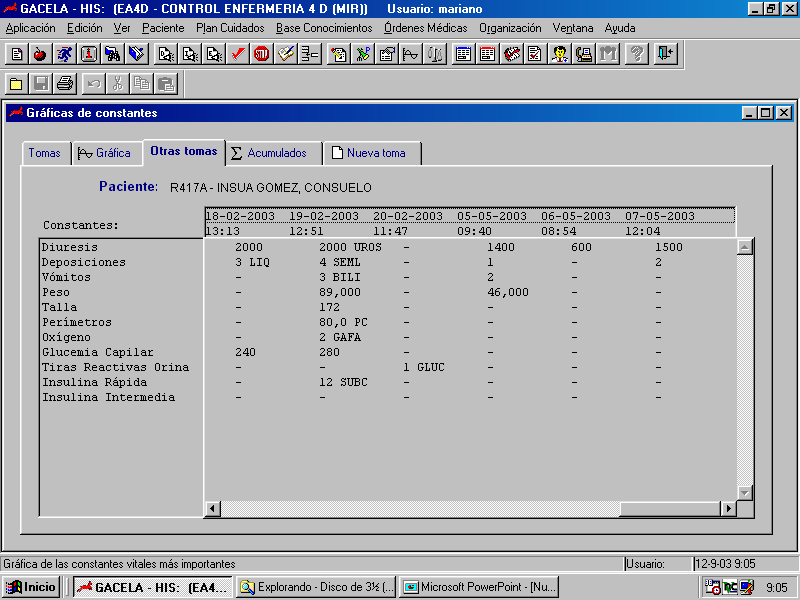 GACELA - HIS: (EA4D - CONTROL ENFERMERIA 4 D (MIR)) Usuario: mariano
Aplicación Edición Ver Paciente Plan Cuidados Base Conocimientos Órdenes Médicas Organización Ventana Ayuda
Gráficas de constantes
Tomas Gráfica Otras tomas Acumulados Nueva toma
Paciente: R417A - INSUA GOMEZ, CONSUELO
18-02-2003 19-02-2003 20-02-2003 05-05-2003 06-05-2003 07-05-2003
Constantes: 13:13 12:51 11:47 09:40 08:54 12:04
Diuresis 2000 2000 UROS - 1400 600 1500
Deposiciones 3 LIQ 4 SEML - 1 - 2
Vómitos - 3 BILI - 2 - -
Peso - 89,000 - 46,000 - -
Talla - 172 - - - -
Perímetros - 80,0 PC - - - -
Oxígeno - 2 GAFA - - - -
Glucemia Capilar 240 280 - - - -
Tiras Reactivas Orina - - 1 GLUC - - -
Insulina Rápida - 12 SUBC - - - -
Insulina Intermedia - - - - - -
Gráfica de las constantes vitales más importantes Usuario: 12-9-03 9:05
Inicio GACELA - HIS: (EA4... Explorando - Disco de 3½ (... Microsoft PowerPoint - [Nu... 9:05